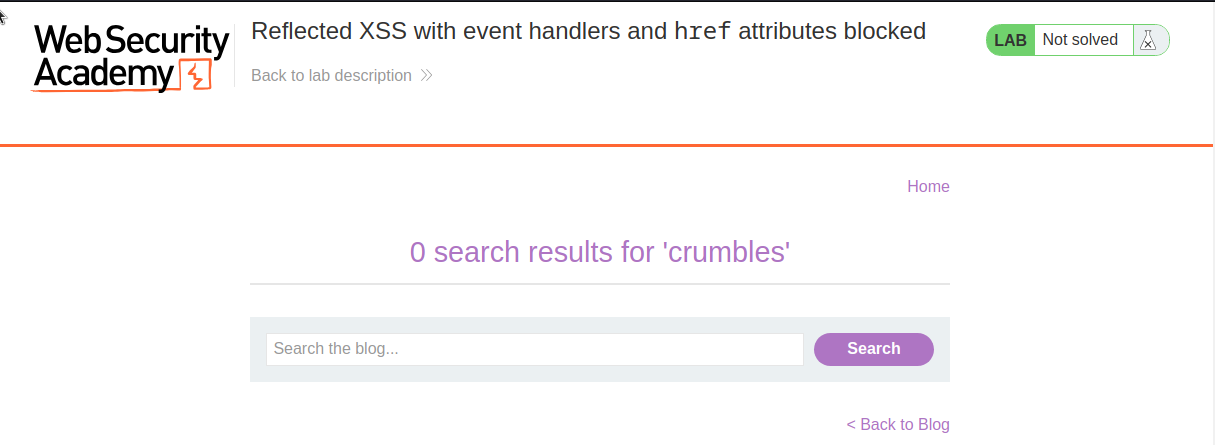 Web Security
Academy
Reflected XSS with event handlers and href attributes blocked
Back to lab description
LAB Not solved
Home
0 search results for 'crumbles'
Search the blog...
Search
< Back to Blog